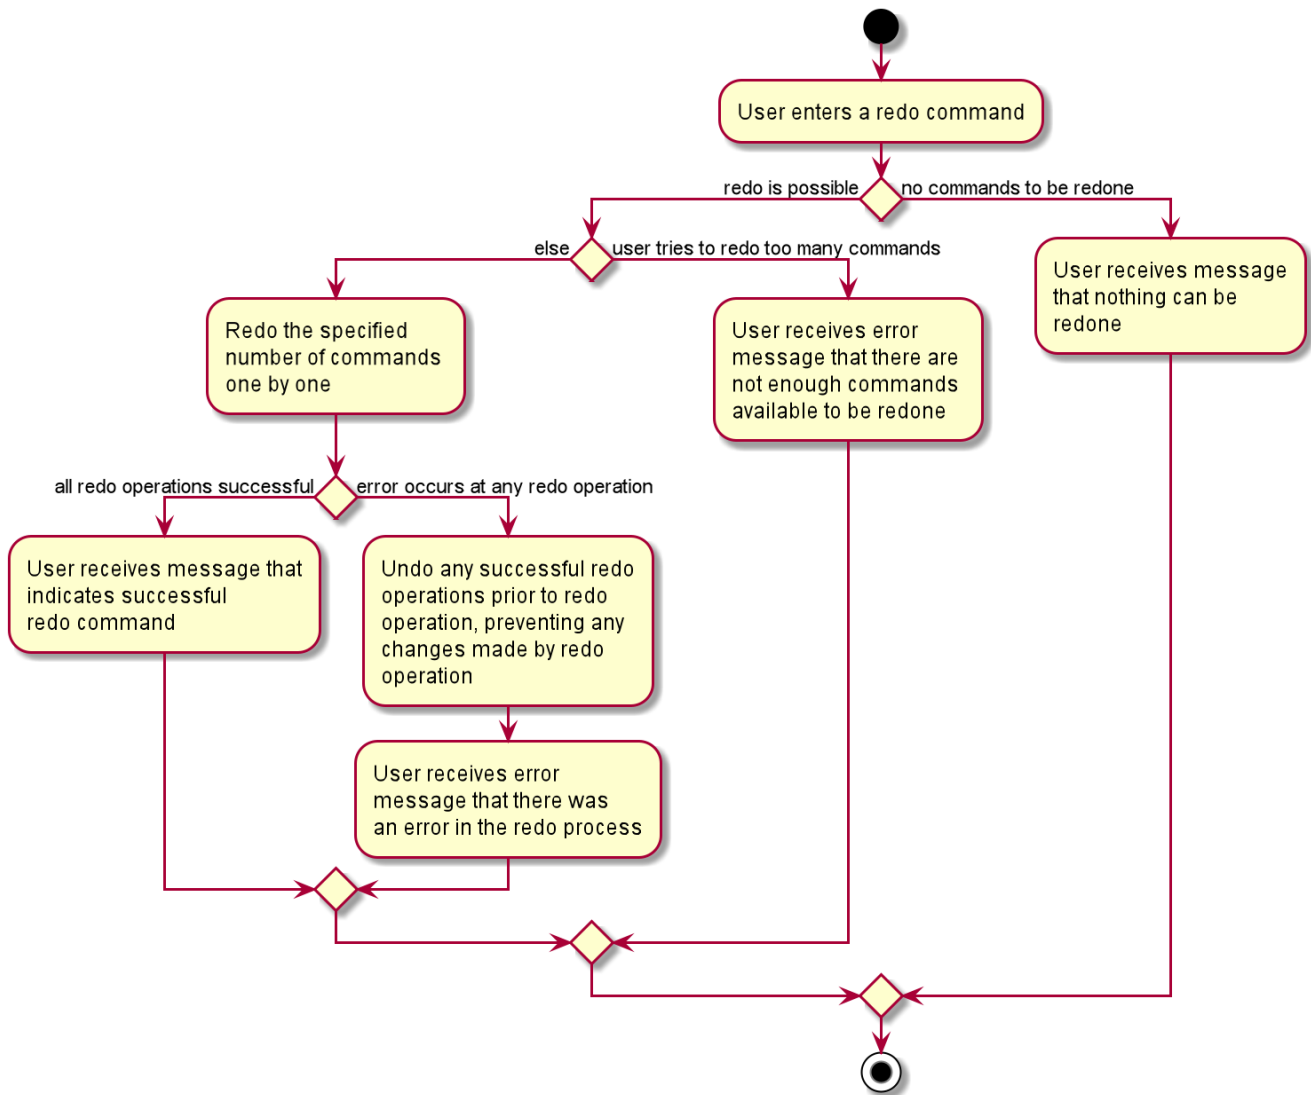 User enters a redo command
redo is possible
no commands to be redone
else
user tries to redo too many commands
User receives message
that nothing can be
redone
Redo the specified
number of commands
one by one
User receives error
message that there are
not enough commands
available to be redone
all redo operations successful
error occurs at any redo operation
User receives message that
indicates successful
redo command
Undo any successful redo
operations prior to redo
operation, preventing any
changes made by redo
operation
User receives error
message that there was
an error in the redo process